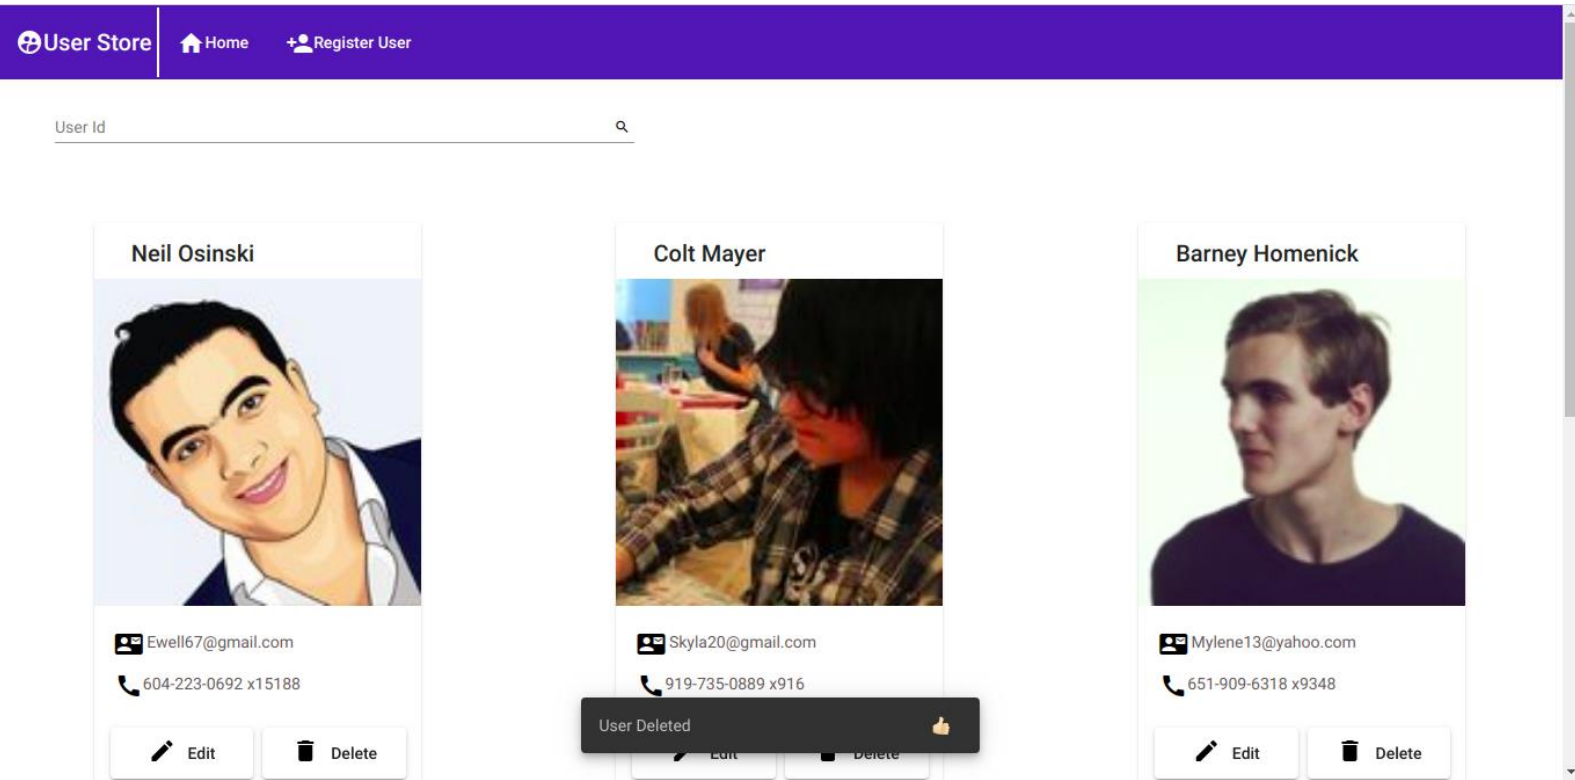 User Store
Home
Register User
User Id
Neil Osinski
Colt Mayer
Barney Homenick
Ewell67@gmail.com
Skyla20@gmail.com
Mylene13@yahoo.com
604-223-0692 x15188
919-735-0889 x916
651-909-6318 x9348
User Deleted
Edit
Delete
Edit
Delete
Edit
Delete